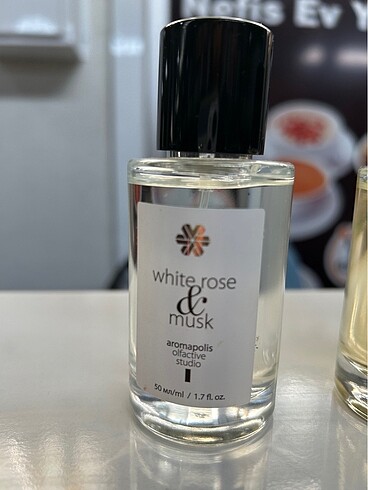 Nefis Ev Y
white rose
&
musk
aromapolis
olfactive
studio
50 мл/ml / 1.7 fl. oz.